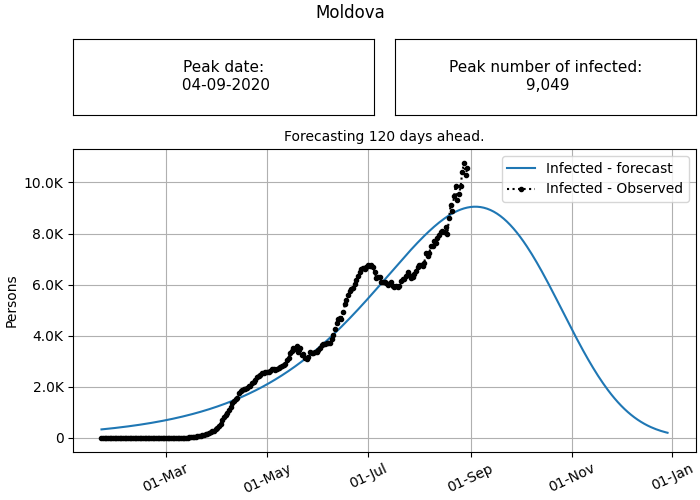 Moldova
Peak date:
04-09-2020
Peak number of infected:
9,049
Forecasting 120 days ahead.
Infected - forecast
Infected - Observed
10.0K
8.0K
6.0K
4.0K
2.0K
0
Persons
01-Mar
01-May
01-Jul
01-Sep
01-Nov
01-Jan